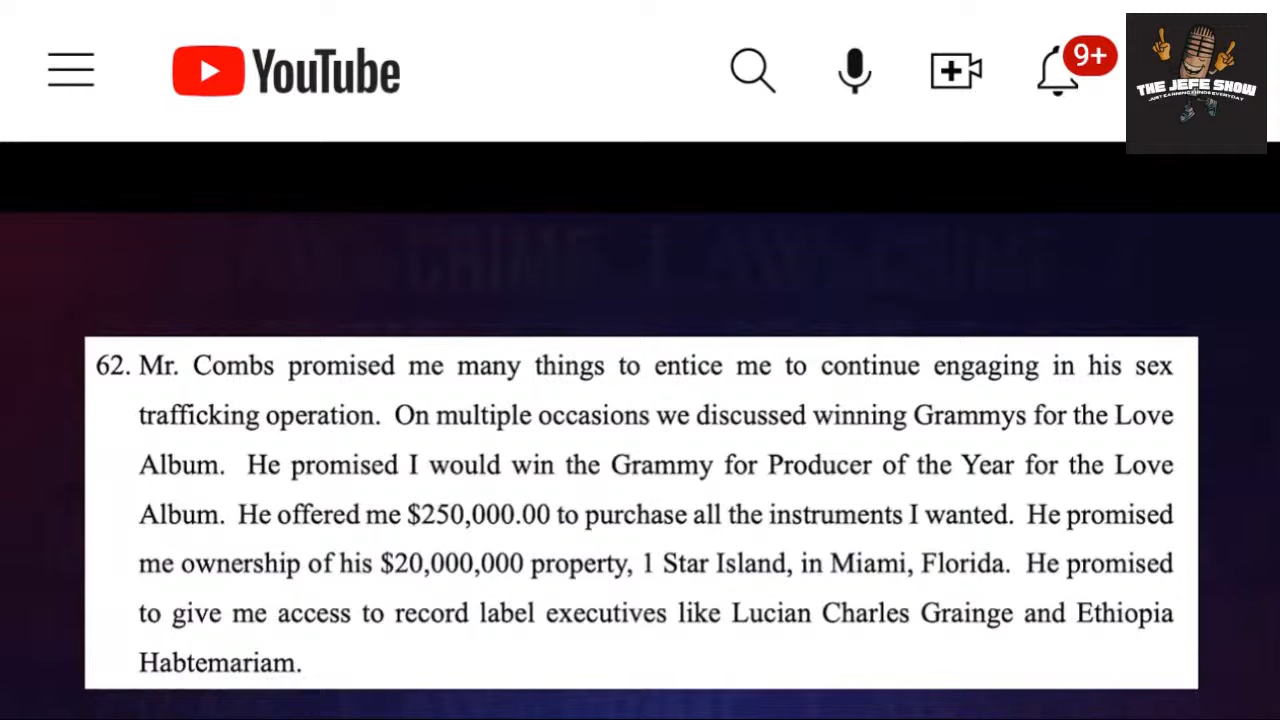 YouTube
9+
THE JEFE SHOW
JUST EARNING FUNDS EVERYDAY
62. Mr. Combs promised me many things to entice me to continue engaging in his sex
trafficking operation. On multiple occasions we discussed winning Grammys for the Love
Album. He promised I would win the Grammy for Producer of the Year for the Love
Album. He offered me $250,000.00 to purchase all the instruments I wanted. He promised
me ownership of his $20,000,000 property, 1 Star Island, in Miami, Florida. He promised
to give me access to record label executives like Lucian Charles Grainge and Ethiopia
Habtemariam.